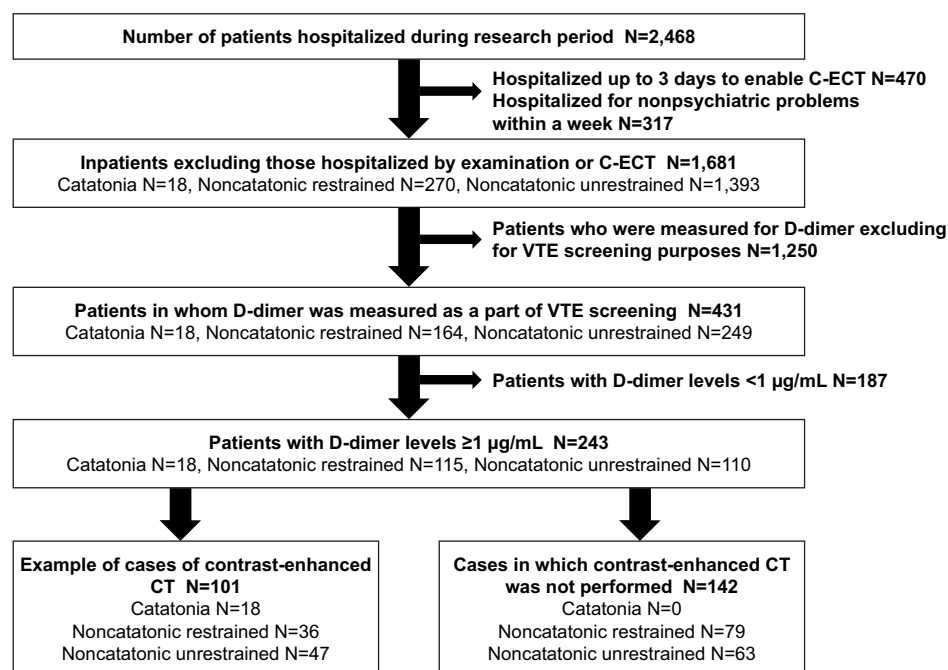 Number of patients hospitalized during research period N=2,468
Hospitalized up to 3 days to enable C-ECT N=470
Hospitalized for nonpsychiatric problems
within a week N=317
Inpatients excluding those hospitalized by examination or C-ECT N=1,681
Catatonia N=18, Noncatatonic restrained N=270, Noncatatonic unrestrained N=1,393
Patients who were measured for D-dimer excluding
for VTE screening purposes N=1,250
Patients in whom D-dimer was measured as a part of VTE screening N=431
Catatonia N=18, Noncatatonic restrained N=164, Noncatatonic unrestrained N=249
Patients with D-dimer levels <1 µg/mL N=187
Patients with D-dimer levels ≥1 µg/mL N=243
Catatonia N=18, Noncatatonic restrained N=115, Noncatatonic unrestrained N=110
Example of cases of contrast-enhanced
CT N=101
Catatonia N=18
Noncatatonic restrained N=36
Noncatatonic unrestrained N=47
Cases in which contrast-enhanced CT
was not performed N=142
Catatonia N=0
Noncatatonic restrained N=79
Noncatatonic unrestrained N=63